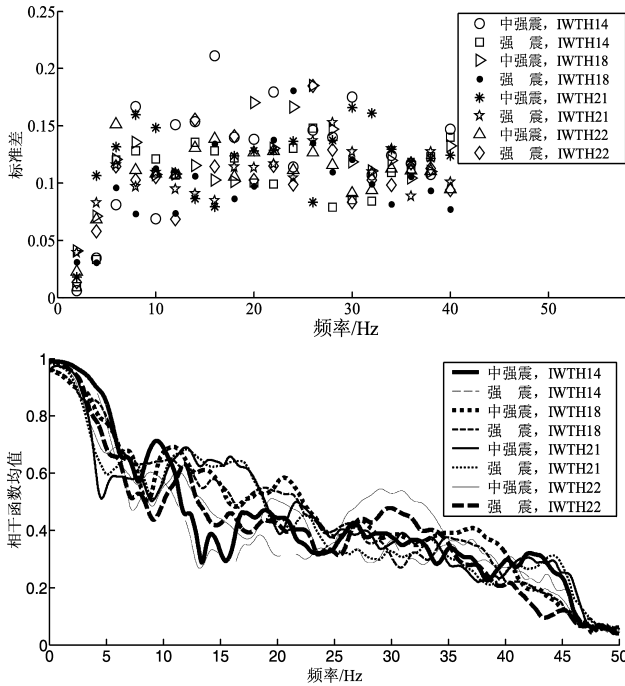 0.25
0.2
0.15
0.1
0.05
0
标准差
0 10 20 30 40 50
频率/Hz
中强震，IWTH14
强　震，IWTH14
中强震，IWTH18
强　震，IWTH18
中强震，IWTH21
强　震，IWTH21
中强震，IWTH22
强　震，IWTH22
1
0.8
0.6
0.4
0.2
0
相干函数均值
0 5 10 15 20 25 30 35 40 45 50
频率/Hz
中强震，IWTH14
强　震，IWTH14
中强震，IWTH18
强　震，IWTH18
中强震，IWTH21
强　震，IWTH21
中强震，IWTH22
强　震，IWTH22